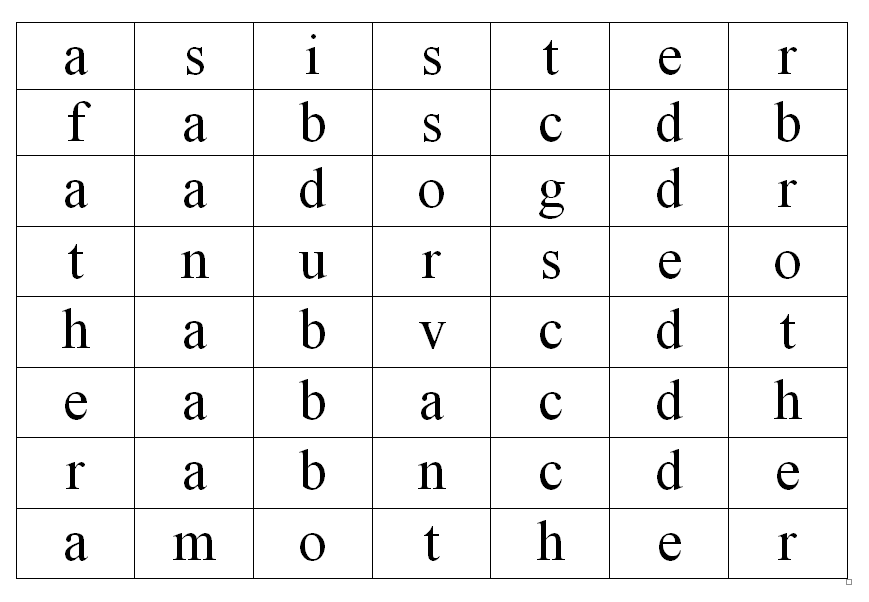 a s i s t e r
f a b s c d b
a a d o g d r
t n u r s e o
h a b v c d t
e a b a c d h
r a b n c d e
a m o t h e r